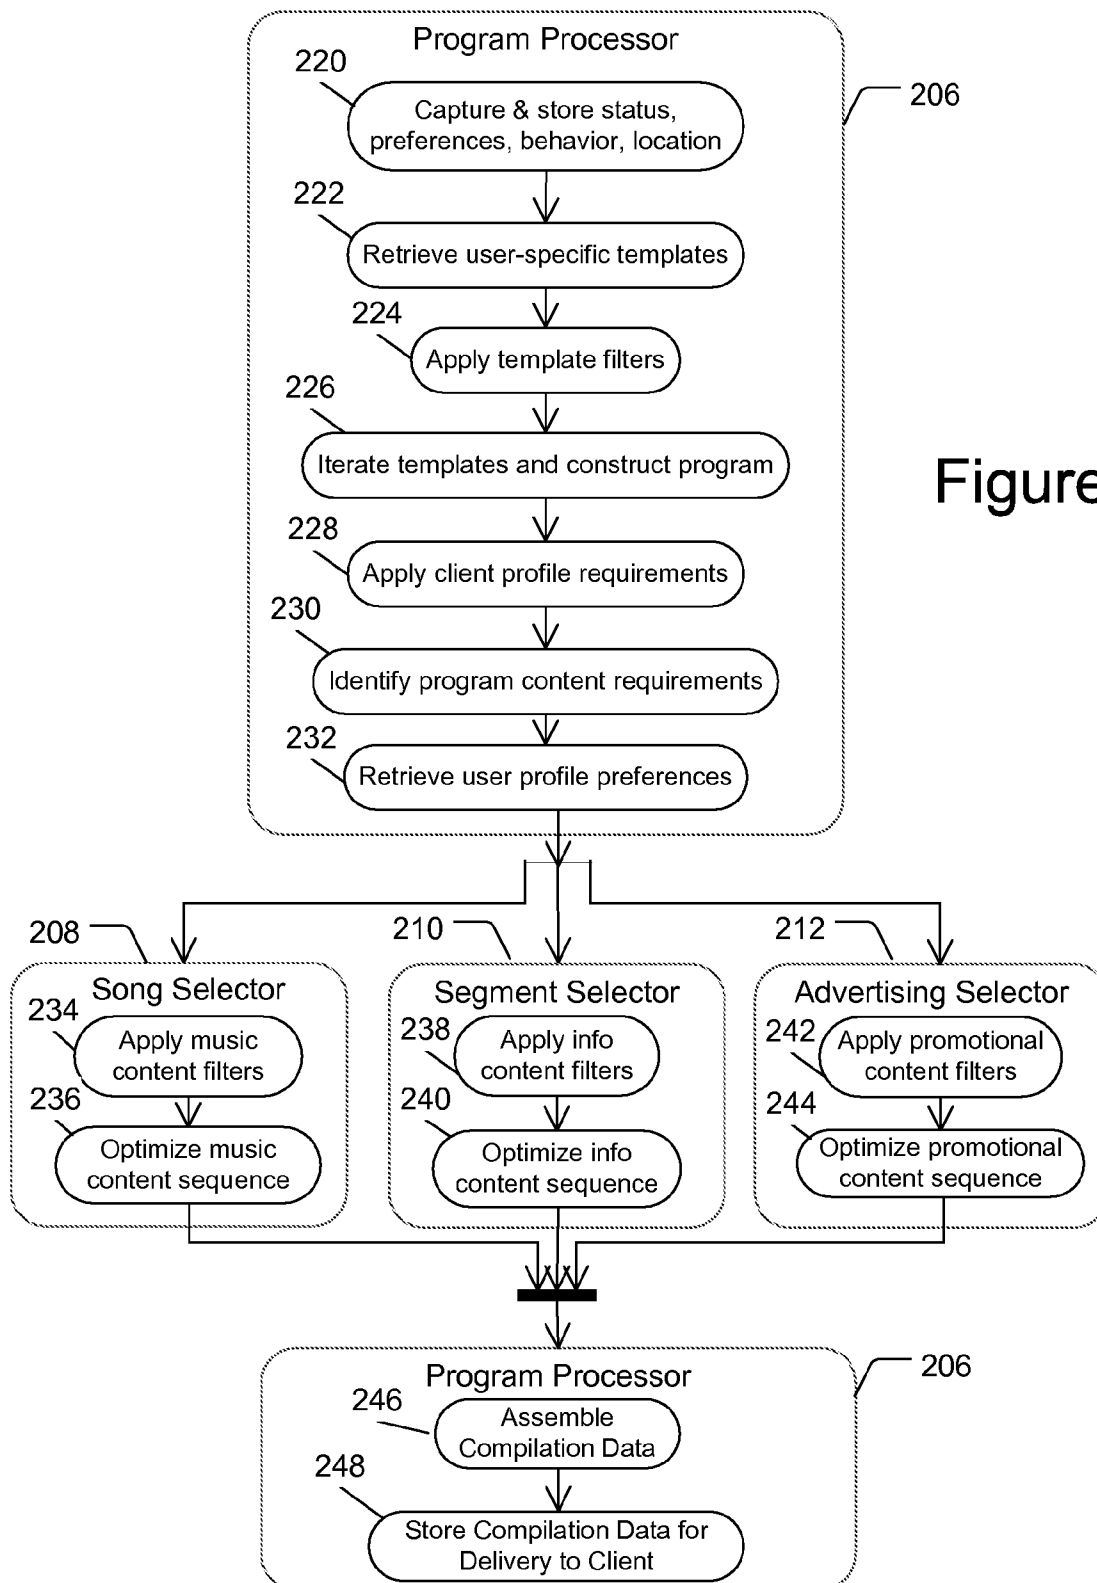 Program Processor
220
206
Capture & store status,
preferences, behavior, location
222
Retrieve user-specific templates
224
Apply template filters
226
Iterate templates and construct program
Figure
228
Apply client profile requirements
230
Identify program content requirements
232
Retrieve user profile preferences
208
210
212
Song Selector
Segment Selector
Advertising Selector
234
Apply music
content filters
238
Apply info
content filters
242
Apply promotional
content filters
236
Optimize music
content sequence
240
Optimize info
content sequence
244
Optimize promotional
content sequence
Program Processor
206
246
Assemble
Compilation Data
248
Store Compilation Data for
Delivery to Client